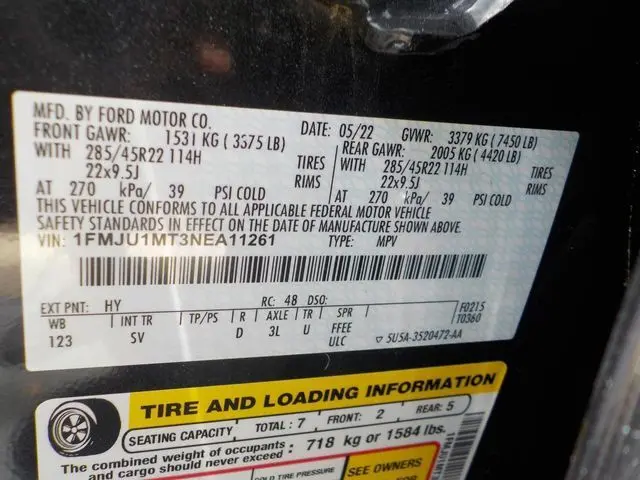 MFD. BY FORD MOTOR CO.
DATE: 05/22 GVWR: 3379 KG (7450 LB)
FRONT GAWR: 1531 KG (3375 LB) REAR GAWR: 2005 KG (4420 LB)
WITH 285/45R22 114H TIRES WITH 285/45R22 114H TIRES
22x9.5J RIMS 22x9.5J RIMS
AT 270 kPa/ 39 PSI COLD AT 270 kPa/ 39 PSI COLD
THIS VEHICLE CONFORMS TO ALL APPLICABLE FEDERAL MOTOR VEHICLE
SAFETY STANDARDS IN EFFECT ON THE DATE OF MANUFACTURE SHOWN ABOVE.
VIN: 1FMJU1MT3NEA11261 TYPE: MPV
EXT PNT: HY RC: 48 DSO: F0215
WB INT TR TP/PS R AXLE TR SPR T0360
123 SV D 3L U FFEE
ULC 5U5A-3520472-AA
TIRE AND LOADING INFORMATION
SEATING CAPACITY TOTAL: 7 FRONT: 2 REAR: 5
The combined weight of occupants
and cargo should never exceed: 718 kg or 1584 lbs.
COLD TIRE PRESSURE SEE OWNERS
FOR